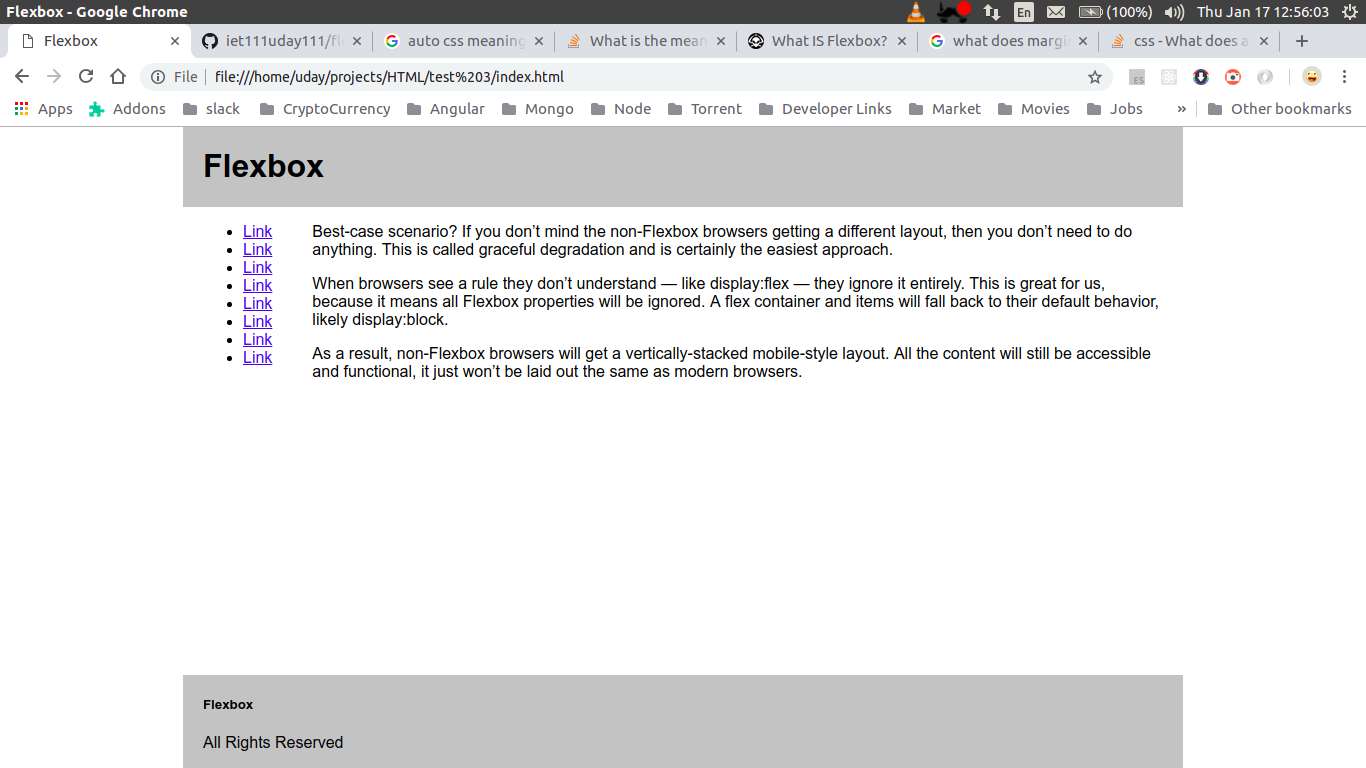 Flexbox - Google Chrome
En
(100%)
Thu Jan 17 12:56:03
Flexbox
iet111uday111/fl
auto css meaning
What is the mean
What IS Flexbox?
what does margi
css - What does a
File
file:///home/uday/projects/HTML/test%203/index.html
ES
Apps
Addons
slack
CryptoCurrency
Angular
Mongo
Node
Torrent
Developer Links
Market
Movies
Jobs
»
Other bookmarks
Flexbox
Link
Link
Link
Link
Link
Link
Link
Link
Best-case scenario? If you don’t mind the non-Flexbox browsers getting a different layout, then you don’t need to do
anything. This is called graceful degradation and is certainly the easiest approach.
When browsers see a rule they don’t understand — like display:flex — they ignore it entirely. This is great for us,
because it means all Flexbox properties will be ignored. A flex container and items will fall back to their default behavior,
likely display:block.
As a result, non-Flexbox browsers will get a vertically-stacked mobile-style layout. All the content will still be accessible
and functional, it just won’t be laid out the same as modern browsers.
Flexbox
All Rights Reserved